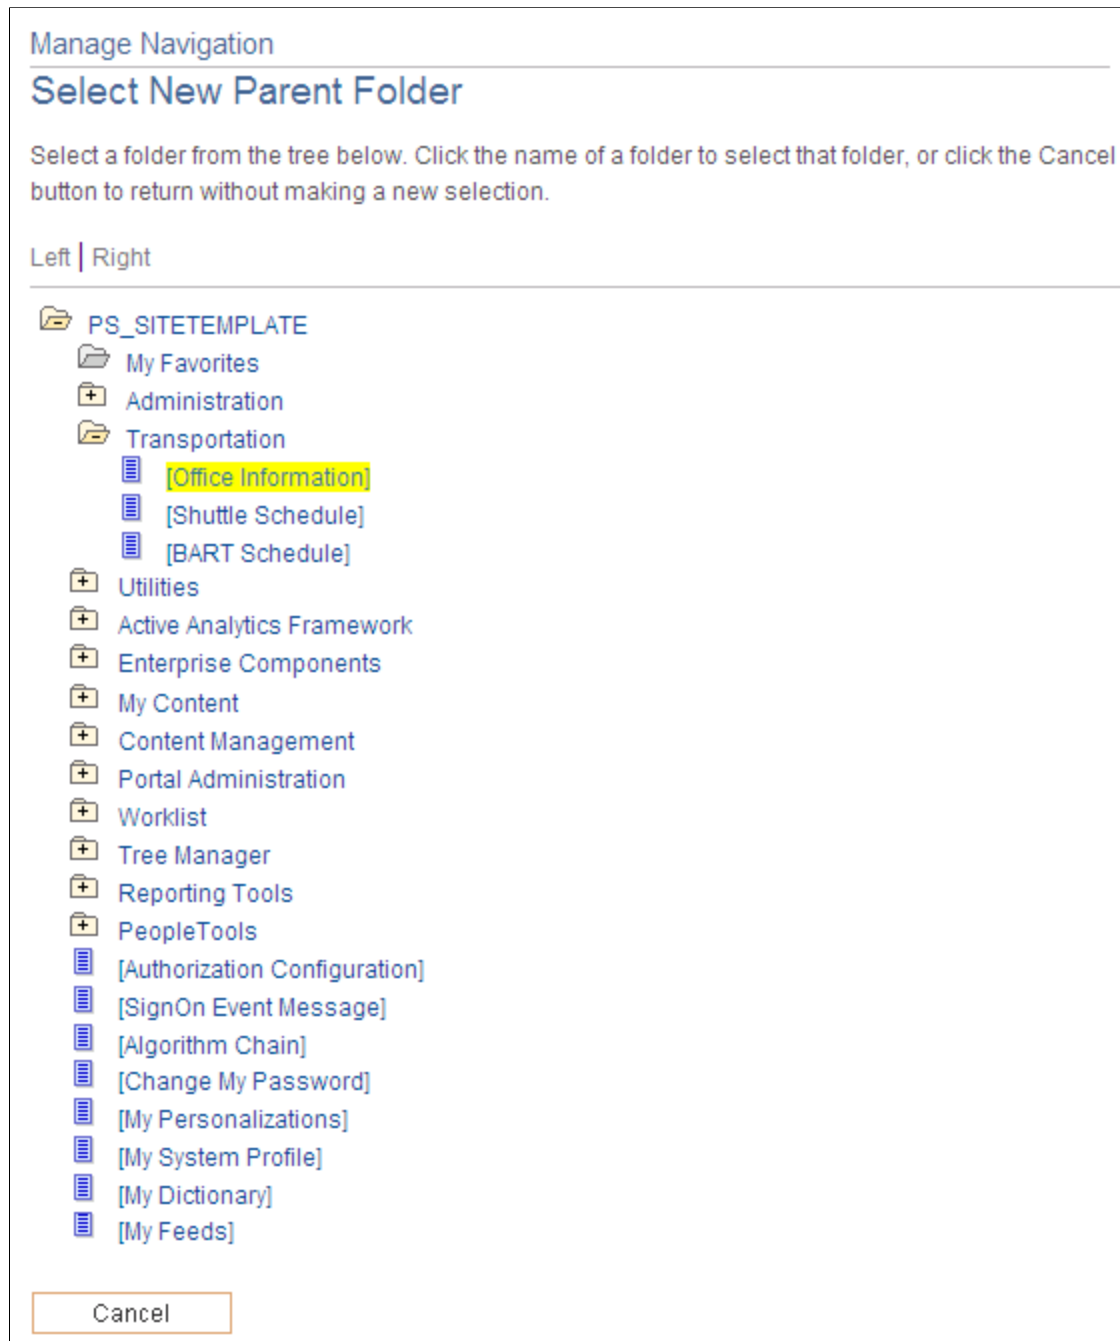 Manage Navigation
Select New Parent Folder
Select a folder from the tree below. Click the name of a folder to select that folder, or click the Cancel
button to return without making a new selection.
Left | Right
PS_SITETEMPLATE
My Favorites
Administration
Transportation
[Office Information]
[Shuttle Schedule]
[BART Schedule]
Utilities
Active Analytics Framework
Enterprise Components
My Content
Content Management
Portal Administration
Worklist
Tree Manager
Reporting Tools
PeopleTools
[Authorization Configuration]
[SignOn Event Message]
[Algorithm Chain]
[Change My Password]
[My Personalizations]
[My System Profile]
[My Dictionary]
[My Feeds]
Cancel